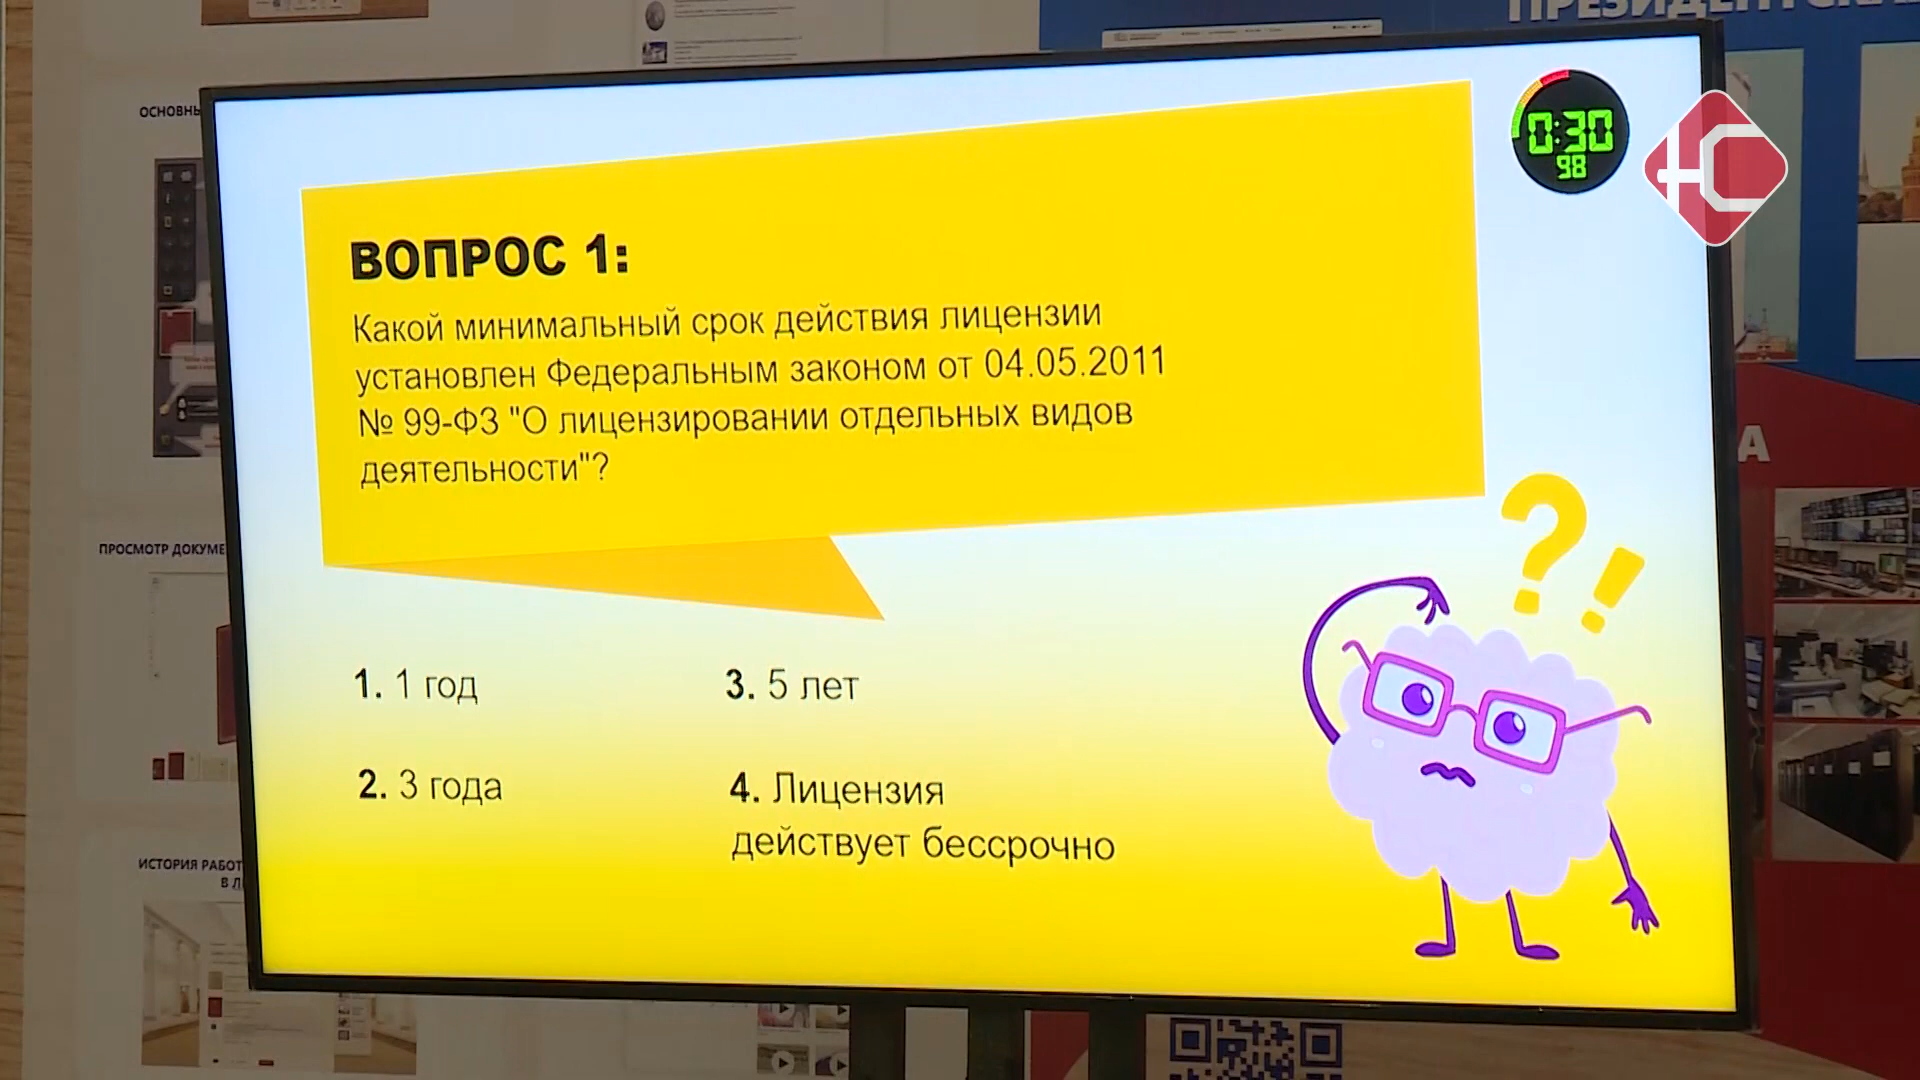 ПРЕЗИДЕНТСКА
ОСНОВНЫ
0:30
98
ВОПРОС 1:
Какой минимальный срок действия лицензии
установлен Федеральным законом от 04.05.2011
№ 99-ФЗ "О лицензировании отдельных видов
деятельности"?
А
ПРОСМОТР ДОКУМЕ
?!
1. 1 год
2. 3 года
3. 5 лет
4. Лицензия
действует бессрочно
ИСТОРИЯ РАБОТ
В Л